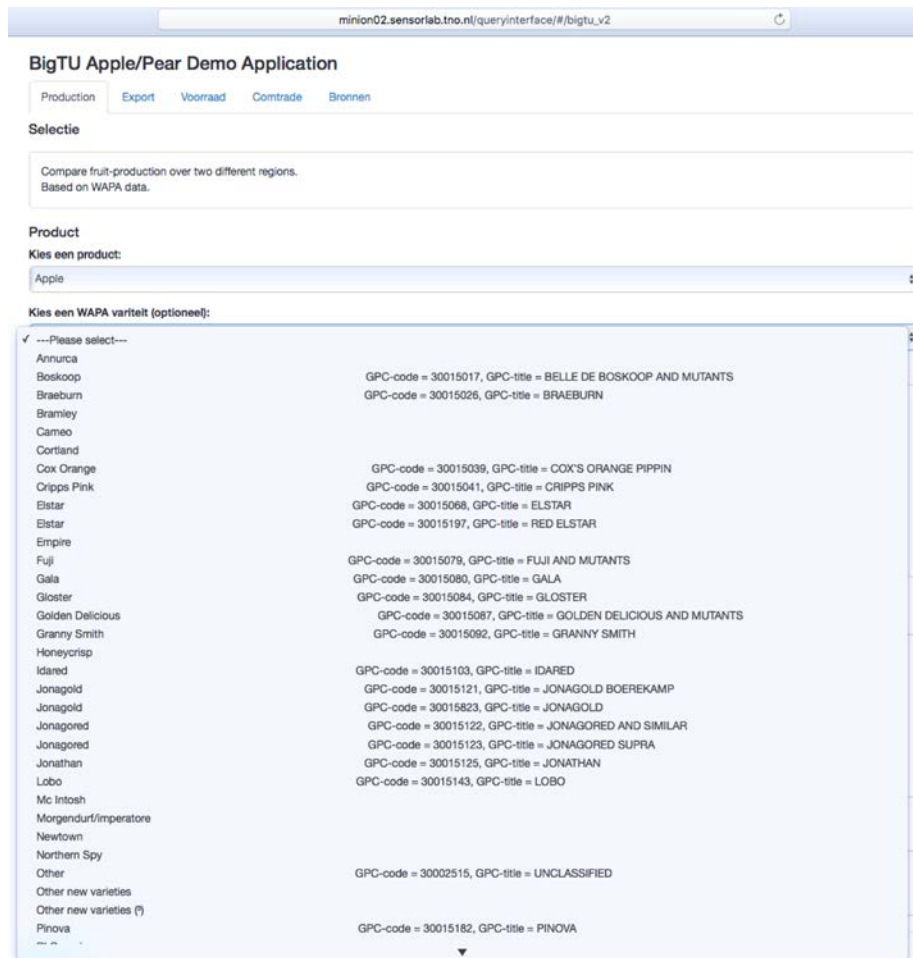 minion02.sensorlab.tno.nl/queryinterface/#/bigtu_v2
BigTU Apple/Pear Demo Application
Production Export Voorraad Comtrade Bronnen
Selectie
Compare fruit-production over two different regions.
Based on WAPA data.
Product
Kies een product:
Apple
Kies een WAPA variteit (optioneel):
✓ ---Please select---
Annurca
Boskoop GPC-code = 30015017, GPC-title = BELLE DE BOSKOOP AND MUTANTS
Braeburn GPC-code = 30015026, GPC-title = BRAEBURN
Bramley
Cameo
Cortland
Cox Orange GPC-code = 30015039, GPC-title = COX'S ORANGE PIPPIN
Cripps Pink GPC-code = 30015041, GPC-title = CRIPPS PINK
Elstar GPC-code = 30015068, GPC-title = ELSTAR
Elstar GPC-code = 30015197, GPC-title = RED ELSTAR
Empire
Fuji GPC-code = 30015079, GPC-title = FUJI AND MUTANTS
Gala GPC-code = 30015080, GPC-title = GALA
Gloster GPC-code = 30015084, GPC-title = GLOSTER
Golden Delicious GPC-code = 30015087, GPC-title = GOLDEN DELICIOUS AND MUTANTS
Granny Smith GPC-code = 30015092, GPC-title = GRANNY SMITH
Honeycrisp
Idared GPC-code = 30015103, GPC-title = IDARED
Jonagold GPC-code = 30015121, GPC-title = JONAGOLD BOEREKAMP
Jonagold GPC-code = 30015823, GPC-title = JONAGOLD
Jonagored GPC-code = 30015122, GPC-title = JONAGORED AND SIMILAR
Jonagored GPC-code = 30015123, GPC-title = JONAGORED SUPRA
Jonathan GPC-code = 30015125, GPC-title = JONATHAN
Lobo GPC-code = 30015143, GPC-title = LOBO
Mc Intosh
Morgendurf/imperatore
Newtown
Northern Spy
Other GPC-code = 30002515, GPC-title = UNCLASSIFIED
Other new varieties
Other new varieties (³)
Pinova GPC-code = 30015182, GPC-title = PINOVA